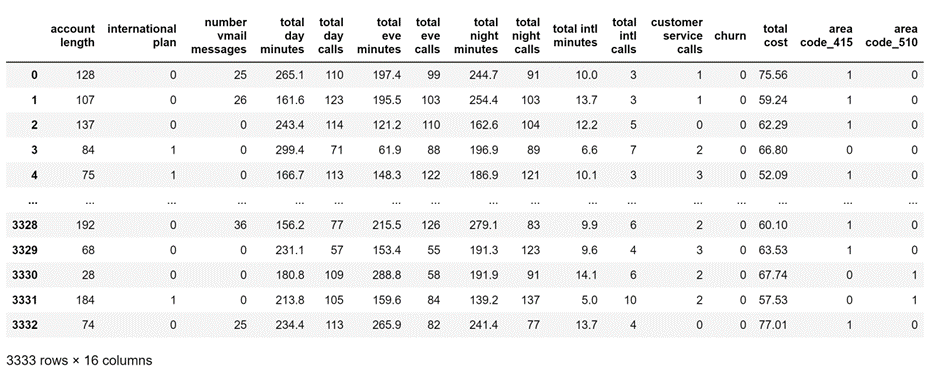 account length international plan number vmail messages total day minutes total day calls total eve minutes total eve calls total night minutes total night calls total intl minutes total intl calls customer service calls churn total cost area code_415 area code_510
0 128 0 25 265.1 110 197.4 99 244.7 91 10.0 3 1 0 75.56 1 0
1 107 0 26 161.6 123 195.5 103 254.4 103 13.7 3 1 0 59.24 1 0
2 137 0 0 243.4 114 121.2 110 162.6 104 12.2 5 0 0 62.29 1 0
3 84 1 0 299.4 71 61.9 88 196.9 89 6.6 7 2 0 66.80 0 0
4 75 1 0 166.7 113 148.3 122 186.9 121 10.1 3 3 0 52.09 1 0
... ... ... ... ... ... ... ... ... ... ... ... ... ... ... ... ...
3328 192 0 36 156.2 77 215.5 126 279.1 83 9.9 6 2 0 60.10 1 0
3329 68 0 0 231.1 57 153.4 55 191.3 123 9.6 4 3 0 63.53 1 0
3330 28 0 0 180.8 109 288.8 58 191.9 91 14.1 6 2 0 67.74 0 1
3331 184 1 0 213.8 105 159.6 84 139.2 137 5.0 10 2 0 57.53 0 1
3332 74 0 25 234.4 113 265.9 82 241.4 77 13.7 4 0 0 77.01 1 0
3333 rows × 16 columns